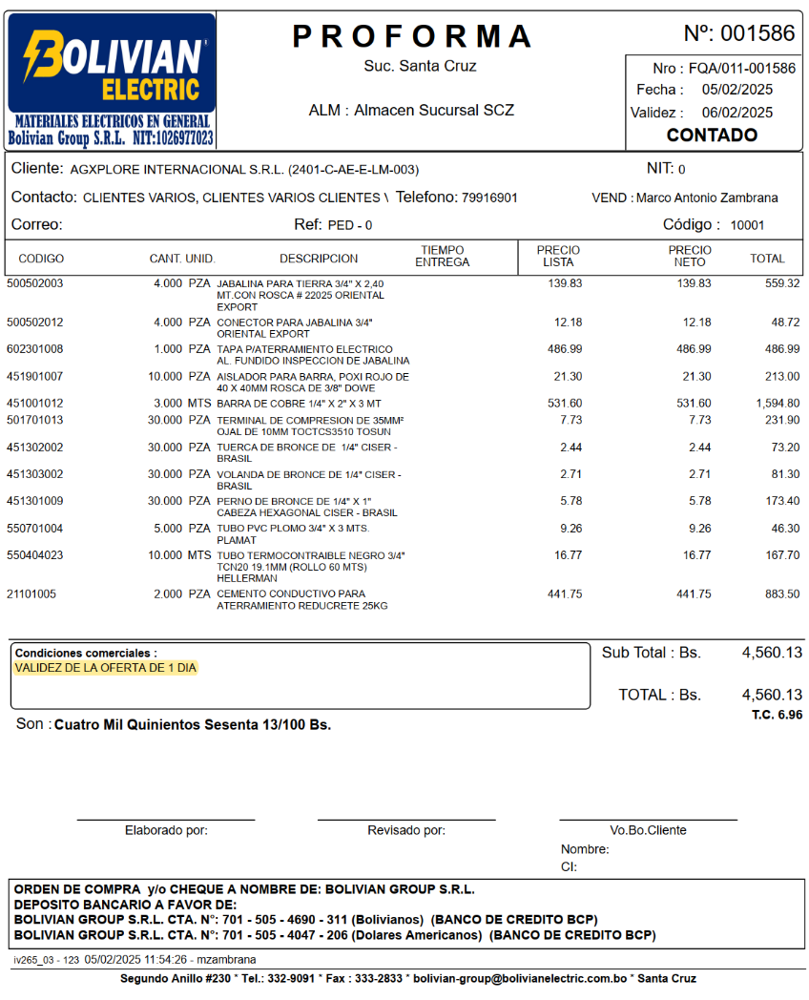 BOLIVIAN
ELECTRIC
MATERIALES ELECTRICOS EN GENERAL
Bolivian Group S.R.L. NIT:1026977023
PROFORMA
Suc. Santa Cruz
ALM : Almacen Sucursal SCZ
Nº: 001586
Nro : FQA/011-001586
Fecha : 05/02/2025
Validez : 06/02/2025
CONTADO
Cliente: AGXPLORE INTERNACIONAL S.R.L. (2401-C-AE-E-LM-003) NIT: 0
Contacto: CLIENTES VARIOS, CLIENTES VARIOS CLIENTES \ Telefono: 79916901 VEND : Marco Antonio Zambrana
Correo: Ref: PED - 0 Código : 10001
CODIGO CANT. UNID. DESCRIPCION TIEMPO ENTREGA PRECIO LISTA PRECIO NETO TOTAL
500502003 4.000 PZA JABALINA PARA TIERRA 3/4" X 2,40 139.83 139.83 559.32
MT.CON ROSCA # 22025 ORIENTAL
EXPORT
500502012 4.000 PZA CONECTOR PARA JABALINA 3/4" 12.18 12.18 48.72
ORIENTAL EXPORT
602301008 1.000 PZA TAPA P/ATERRAMIENTO ELECTRICO 486.99 486.99 486.99
AL. FUNDIDO INSPECCION DE JABALINA
451901007 10.000 PZA AISLADOR PARA BARRA, POXI ROJO DE 21.30 21.30 213.00
40 X 40MM ROSCA DE 3/8" DOWE
451001012 3.000 MTS BARRA DE COBRE 1/4" X 2" X 3 MT 531.60 531.60 1,594.80
501701013 30.000 PZA TERMINAL DE COMPRESION DE 35MM² 7.73 7.73 231.90
OJAL DE 10MM TOCTCS3510 TOSUN
451302002 30.000 PZA TUERCA DE BRONCE DE 1/4" CISER - 2.44 2.44 73.20
BRASIL
451303002 30.000 PZA VOLANDA DE BRONCE DE 1/4" CISER - 2.71 2.71 81.30
BRASIL
451301009 30.000 PZA PERNO DE BRONCE DE 1/4" X 1" 5.78 5.78 173.40
CABEZA HEXAGONAL CISER - BRASIL
550701004 5.000 PZA TUBO PVC PLOMO 3/4" X 3 MTS. 9.26 9.26 46.30
PLAMAT
550404023 10.000 MTS TUBO TERMOCONTRAIBLE NEGRO 3/4" 16.77 16.77 167.70
TCN20 19.1MM (ROLLO 60 MTS)
HELLERMAN
21101005 2.000 PZA CEMENTO CONDUCTIVO PARA 441.75 441.75 883.50
ATERRAMIENTO REDUCRETE 25KG
Condiciones comerciales :
VALIDEZ DE LA OFERTA DE 1 DIA
Sub Total : Bs. 4,560.13
TOTAL : Bs. 4,560.13
T.C. 6.96
Son : Cuatro Mil Quinientos Sesenta 13/100 Bs.
Elaborado por: Revisado por: Vo.Bo.Cliente
Nombre:
CI:
ORDEN DE COMPRA y/o CHEQUE A NOMBRE DE: BOLIVIAN GROUP S.R.L.
DEPOSITO BANCARIO A FAVOR DE:
BOLIVIAN GROUP S.R.L. CTA. N°: 701 - 505 - 4690 - 311 (Bolivianos) (BANCO DE CREDITO BCP)
BOLIVIAN GROUP S.R.L. CTA. N°: 701 - 505 - 4047 - 206 (Dolares Americanos) (BANCO DE CREDITO BCP)
iv265_03 - 123 05/02/2025 11:54:26 - mzambrana
Segundo Anillo #230 * Tel.: 332-9091 * Fax : 333-2833 * bolivian-group@bolivianelectric.com.bo * Santa Cruz